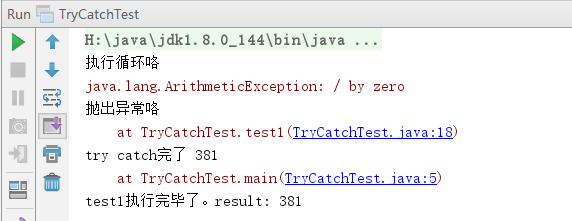 Run TryCatchTest
H:\java\jdk1.8.0_144\bin\java ...
执行循环咯
java.lang.ArithmeticException: / by zero
抛出异常咯
at TryCatchTest.test1(TryCatchTest.java:18)
try catch完了 381
at TryCatchTest.main(TryCatchTest.java:5)
test1执行完毕了。result: 381